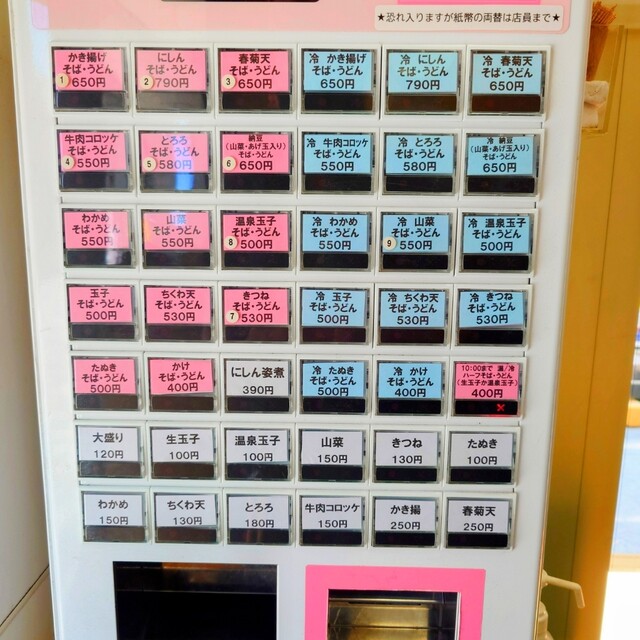 ★恐れ入りますが紙幣の両替は店員まで★
かき揚げ
そば・うどん
1 650円
にしん
そば・うどん
2 790円
春菊天
そば・うどん
3 650円
冷 かき揚げ
そば・うどん
650円
冷 にしん
そば・うどん
790円
冷 春菊天
そば・うどん
650円
牛肉コロッケ
そば・うどん
4 550円
とろろ
そば・うどん
5 580円
納豆
(山菜・あげ玉入り)
そば・うどん
6 650円
冷 牛肉コロッケ
そば・うどん
550円
冷 とろろ
そば・うどん
580円
冷 納豆
(山菜・あげ玉入り)
そば・うどん
650円
わかめ
そば・うどん
550円
山菜
そば・うどん
550円
温泉玉子
そば・うどん
8 500円
冷 わかめ
そば・うどん
550円
冷 山菜
そば・うどん
9 550円
冷 温泉玉子
そば・うどん
500円
玉子
そば・うどん
500円
ちくわ天
そば・うどん
530円
きつね
そば・うどん
7 530円
冷 玉子
そば・うどん
500円
冷 ちくわ天
そば・うどん
530円
冷 きつね
そば・うどん
530円
たぬき
そば・うどん
500円
かけ
そば・うどん
400円
にしん姿煮
390円
冷 たぬき
そば・うどん
500円
冷 かけ
そば・うどん
400円
10:00まで 温/冷
ハーフそば・うどん
(生玉子か温泉玉子)
400円
大盛り
120円
生玉子
100円
温泉玉子
100円
山菜
150円
きつね
130円
たぬき
100円
わかめ
150円
ちくわ天
130円
とろろ
180円
牛肉コロッケ
150円
かき揚
250円
春菊天
250円